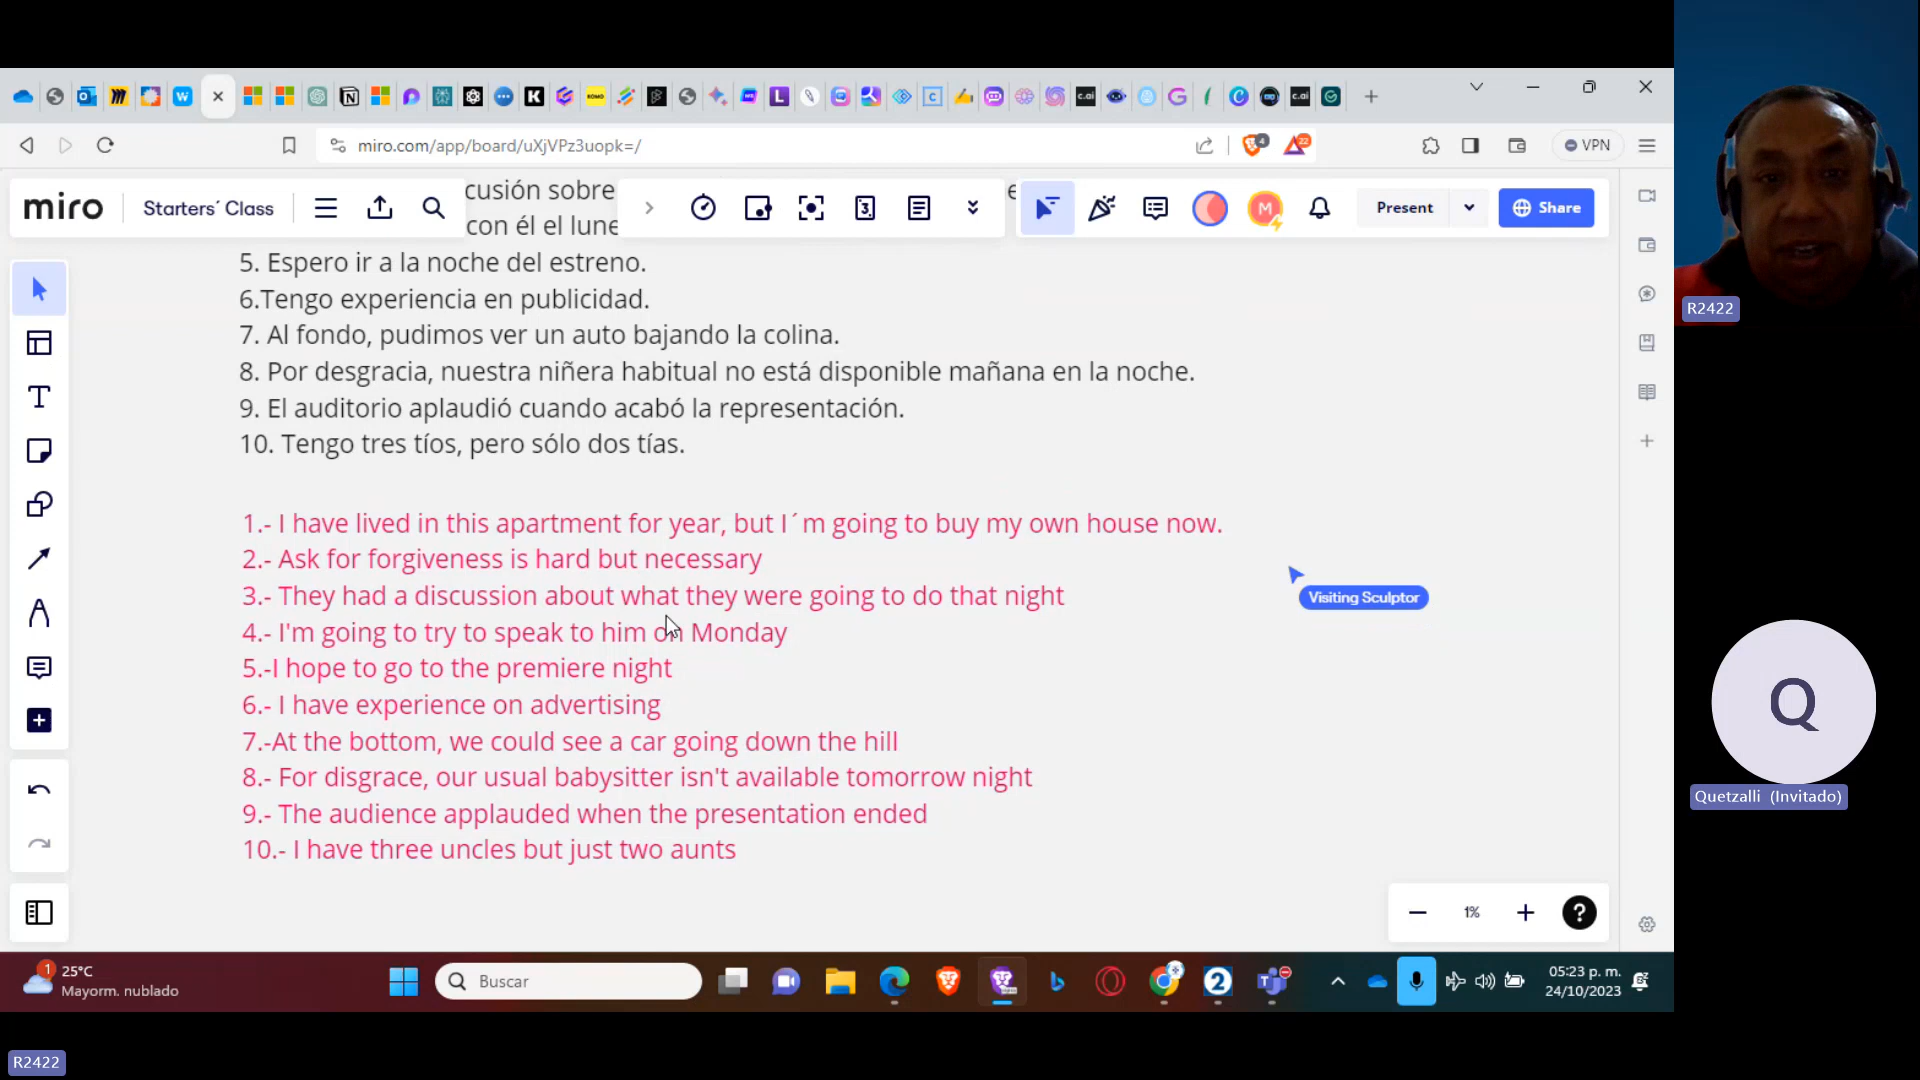 miro.com/app/board/uXjVPz3uopk=/
VPN
miro
Starters´ Class
Present
Share
cusión sobre
con él el lune
5. Espero ir a la noche del estreno.
6.Tengo experiencia en publicidad.
7. Al fondo, pudimos ver un auto bajando la colina.
8. Por desgracia, nuestra niñera habitual no está disponible mañana en la noche.
9. El auditorio aplaudió cuando acabó la representación.
10. Tengo tres tíos, pero sólo dos tías.
1.- I have lived in this apartment for year, but I´m going to buy my own house now.
2.- Ask for forgiveness is hard but necessary
3.- They had a discussion about what they were going to do that night
4.- I'm going to try to speak to him on Monday
5.-I hope to go to the premiere night
6.- I have experience on advertising
7.-At the bottom, we could see a car going down the hill
8.- For disgrace, our usual babysitter isn't available tomorrow night
9.- The audience applauded when the presentation ended
10.- I have three uncles but just two aunts
Visiting Sculptor
1%
R2422
Q
Quetzalli (Invitado)
1
25°C
Mayorm. nublado
Buscar
05:23 p. m.
24/10/2023
R2422